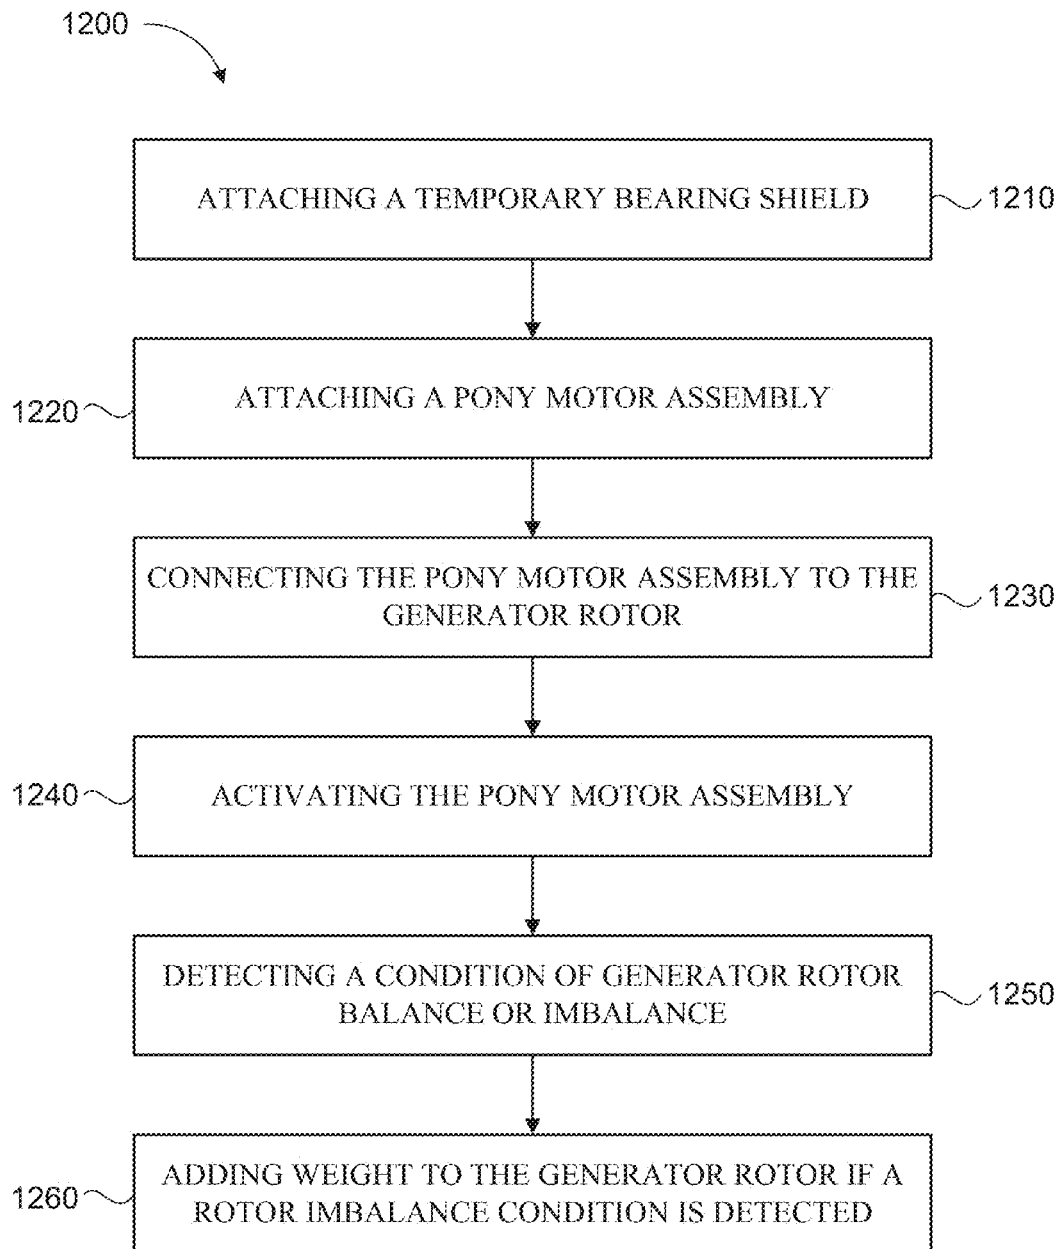 1200
ATTACHING A TEMPORARY BEARING SHIELD
1210
ATTACHING A PONY MOTOR ASSEMBLY
1220
CONNECTING THE PONY MOTOR ASSEMBLY TO THE
GENERATOR ROTOR
1230
ACTIVATING THE PONY MOTOR ASSEMBLY
1240
DETECTING A CONDITION OF GENERATOR ROTOR
BALANCE OR IMBALANCE
1250
ADDING WEIGHT TO THE GENERATOR ROTOR IF A
ROTOR IMBALANCE CONDITION IS DETECTED
1260